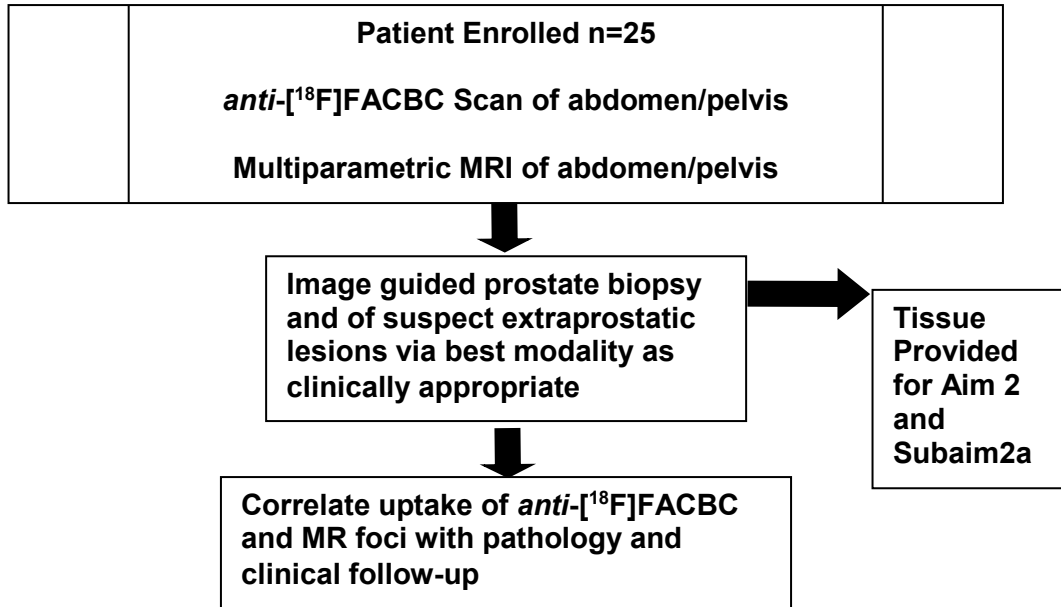 Patient Enrolled n=25
anti-[¹⁸F]FACBC Scan of abdomen/pelvis
Multiparametric MRI of abdomen/pelvis
Image guided prostate biopsy
and of suspect extraprostatic
lesions via best modality as
clinically appropriate
Tissue
Provided
for Aim 2
and
Subaim2a
Correlate uptake of anti-[¹⁸F]FACBC
and MR foci with pathology and
clinical follow-up